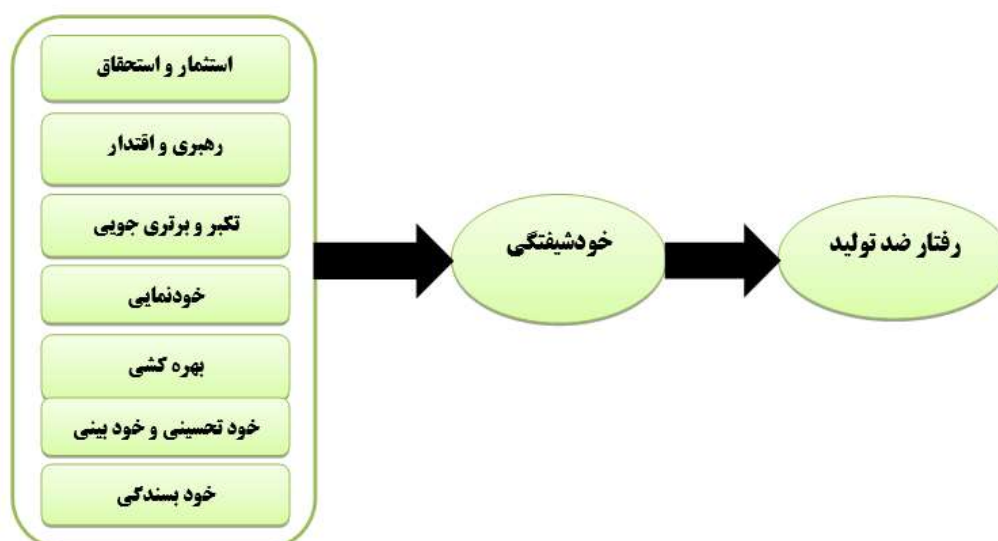 استثمار و استحقاق
رهبری و اقتدار
تکبر و برتری جویی
خودنمایی
بهره کشی
خود تحسینی و خود بینی
خود بسندگی
خودشیفتگی
رفتار ضد تولید